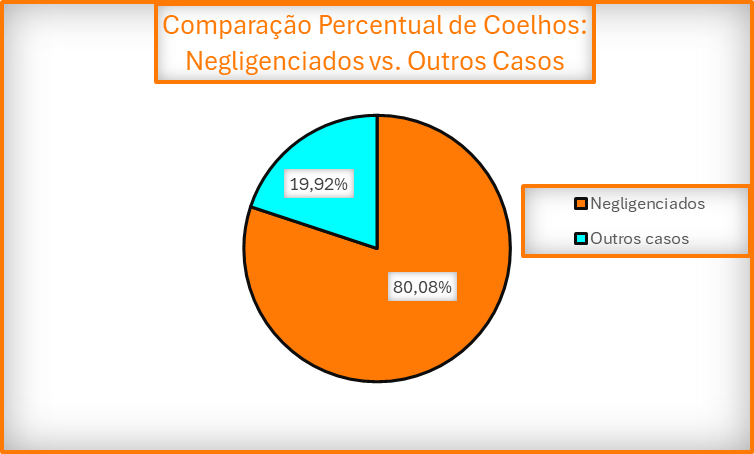 Comparação Percentual de Coelhos:
Negligenciados vs. Outros Casos
19,92%
80,08%
Negligenciados
Outros casos